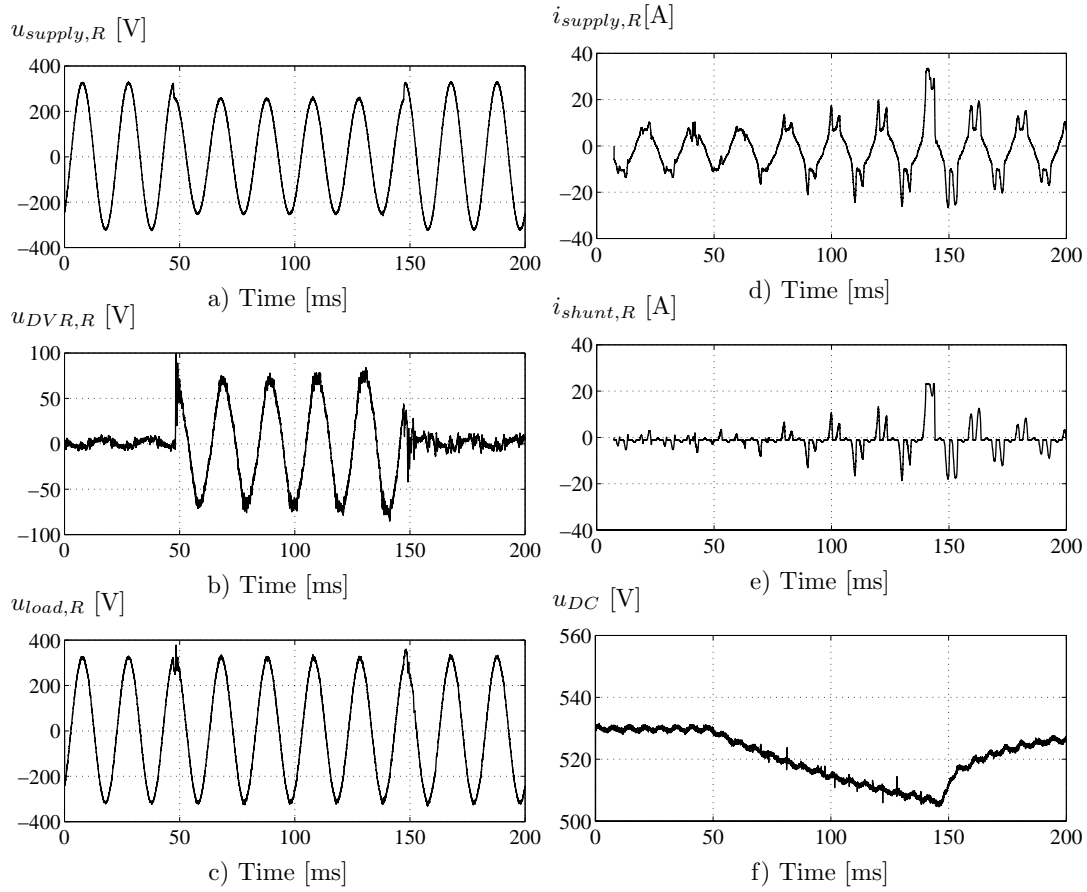 u_{supply,R} [V]
400
200
0
−200
−400
0 50 100 150 200
a) Time [ms]
i_{supply,R}[A]
40
20
0
−20
−40
0 50 100 150 200
d) Time [ms]
u_{DVR,R} [V]
100
50
0
−50
−100
0 50 100 150 200
b) Time [ms]
i_{shunt,R} [A]
40
20
0
−20
−40
0 50 100 150 200
e) Time [ms]
u_{load,R} [V]
400
200
0
−200
−400
0 50 100 150 200
c) Time [ms]
u_{DC} [V]
560
540
520
500
0 50 100 150 200
f) Time [ms]